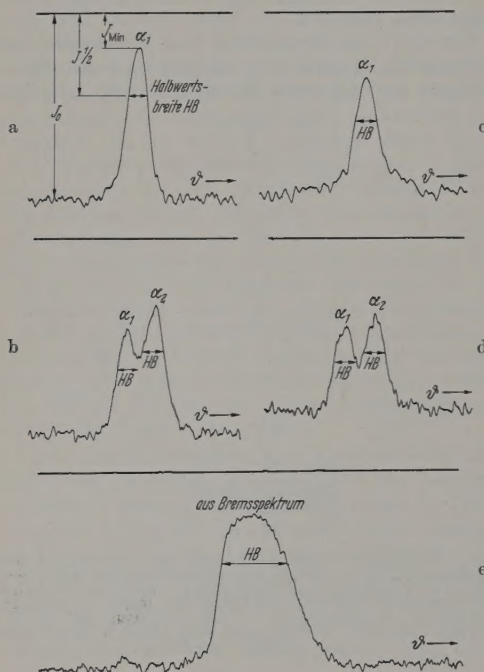 J₀
J½
J_Min
α₁
Halbwerts-
breite HB
ϑ
a
α₁
HB
ϑ
c
α₁
α₂
HB
HB
ϑ
b
α₁
α₂
HB
HB
ϑ
d
aus Bremsspektrum
HB
ϑ
e